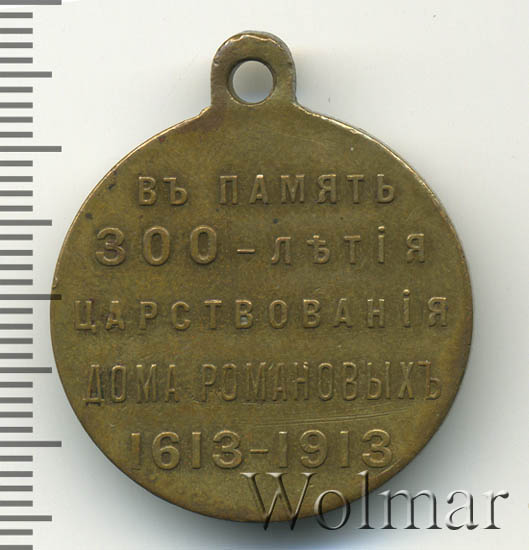 ВЪ ПАМЯТЬ
300-ЛѢТІЯ
ЦАРСТВОВАНІЯ
ДОМА РОМАНОВЫХЪ
1613-1913
Wolmar